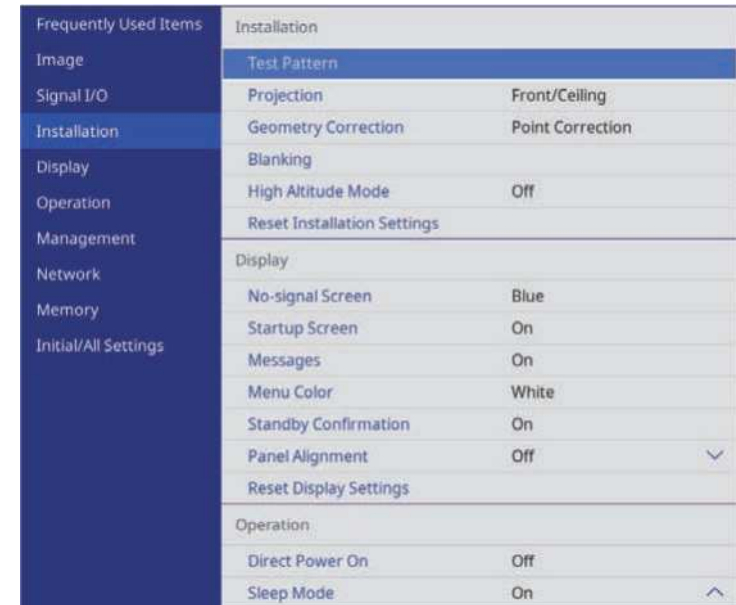 Frequently Used Items
Image
Signal I/O
Installation
Display
Operation
Management
Network
Memory
Initial/All Settings
Installation
Test Pattern
Projection Front/Ceiling
Geometry Correction Point Correction
Blanking
High Altitude Mode Off
Reset Installation Settings
Display
No-signal Screen Blue
Startup Screen On
Messages On
Menu Color White
Standby Confirmation On
Panel Alignment Off
Reset Display Settings
Operation
Direct Power On Off
Sleep Mode On